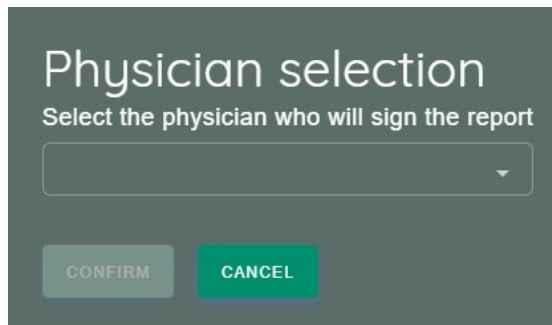 Physician selection
Select the physician who will sign the report
CONFIRM
CANCEL